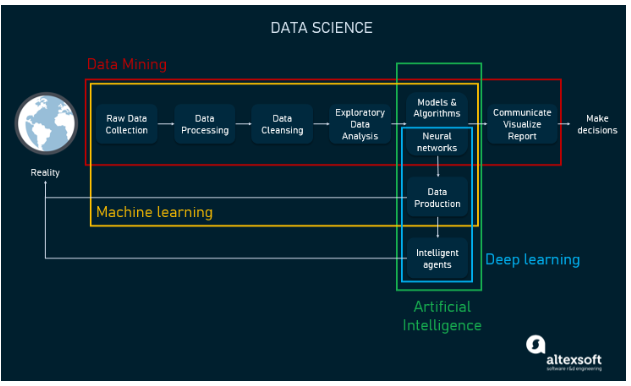 DATA SCIENCE
Data Mining
Raw Data
Collection
Data
Processing
Data
Cleansing
Exploratory
Data
Analysis
Models &
Algorithms
Neural
networks
Communicate
Visualize
Report
Make
decisions
Reality
Data
Production
Machine learning
Intelligent
agents
Deep learning
Artificial
Intelligence
altexsoft
software r&d engineering